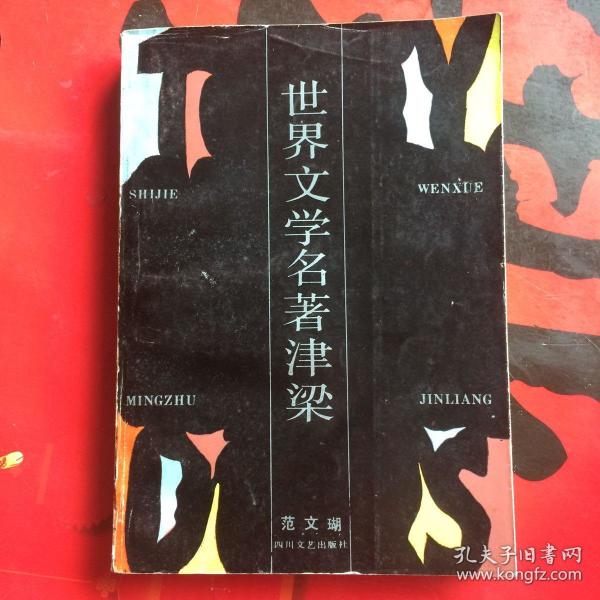 SHIJIE
WENXUE
世界文学名著津梁
MINGZHU
JINLIANG
范文瑚
四川文艺出版社
孔夫子旧书网
www.kongfz.com